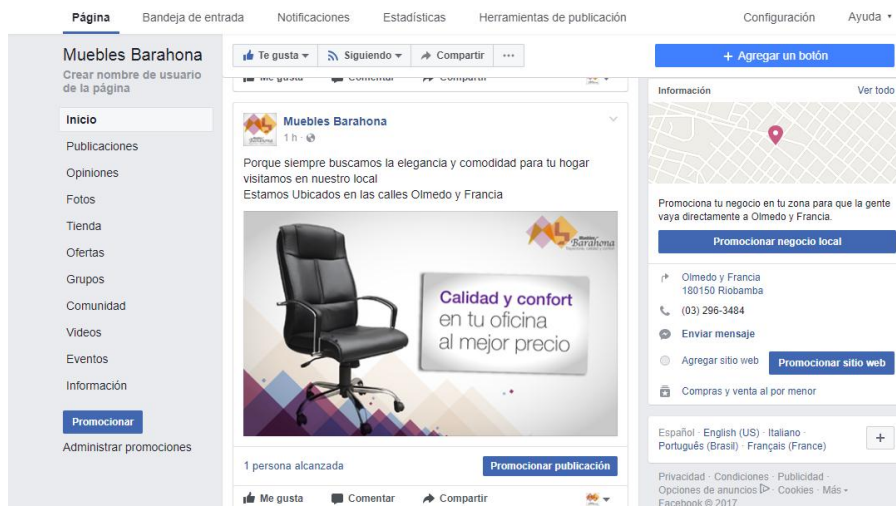 Página Bandeja de entrada Notificaciones Estadísticas Herramientas de publicación Configuración Ayuda
Muebles Barahona
Crear nombre de usuario
de la página
Inicio
Publicaciones
Opiniones
Fotos
Tienda
Ofertas
Grupos
Comunidad
Videos
Eventos
Información
Promocionar
Administrar promociones
Te gusta Siguiendo Compartir ...
+ Agregar un botón
Me gusta Comentar Compartir
Muebles Barahona
1 h ·
Porque siempre buscamos la elegancia y comodidad para tu hogar
visitamos en nuestro local
Estamos Ubicados en las calles Olmedo y Francia
Muebles
Barahona
Calidad y confort
en tu oficina
al mejor precio
1 persona alcanzada
Promocionar publicación
Me gusta Comentar Compartir
Información Ver todo
Promociona tu negocio en tu zona para que la gente
vaya directamente a Olmedo y Francia.
Promocionar negocio local
Olmedo y Francia
180150 Riobamba
(03) 296-3484
Enviar mensaje
Agregar sitio web Promocionar sitio web
Compras y venta al por menor
Español · English (US) · Italiano ·
Português (Brasil) · Français (France)
+
Privacidad · Condiciones · Publicidad ·
Opciones de anuncios · Cookies · Más
Facebook © 2017